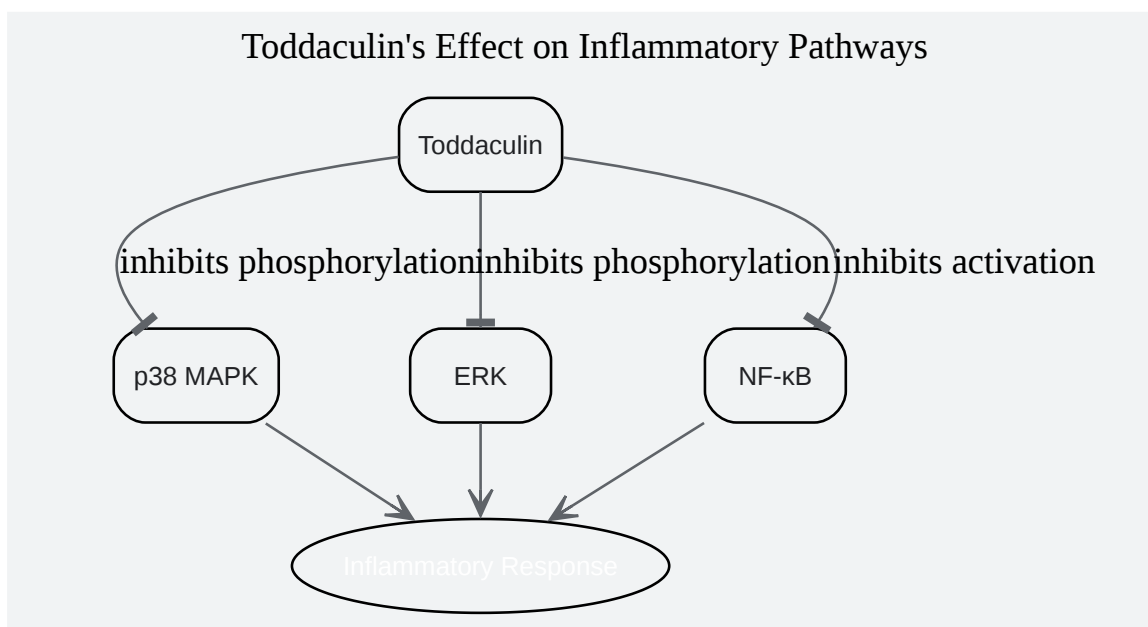 Toddaculin's Effect on Inflammatory Pathways
Toddaculin
inhibits phosphorylation inhibits phosphorylation inhibits activation
p38 MAPK ERK NF-κB
Inflammatory Response